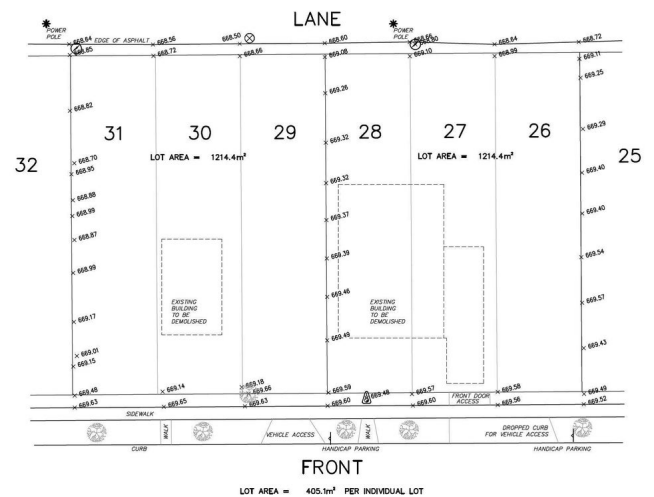 LANE
POWER
POLE
POWER
POLE
668.64
EDGE OF ASPHALT
668.56
668.50
668.60
668.66
668.64
668.72
668.85
668.72
668.66
669.08
669.10
668.99
669.11
669.25
669.26
668.82
31
30
29
669.32
28
27
26
669.29
32
25
668.70
LOT AREA = 1214.4m²
LOT AREA = 1214.4m²
668.95
669.40
669.32
668.88
668.99
669.40
669.37
668.87
669.39
669.54
668.99
669.46
669.57
EXISTING
BUILDING
TO BE
DEMOLISHED
EXISTING
BUILDING
TO BE
DEMOLISHED
669.17
669.49
669.43
669.01
669.15
669.48
669.14
669.18
669.66
669.59
669.48
669.57
FRONT DOOR
ACCESS
669.58
669.49
669.63
669.65
669.63
669.60
669.60
669.56
669.52
SIDEWALK
WALK
VEHICLE ACCESS
WALK
DROPPED CURB
FOR VEHICLE ACCESS
CURB
HANDICAP PARKING
HANDICAP PARKING
FRONT
LOT AREA = 405.1m² PER INDIVIDUAL LOT